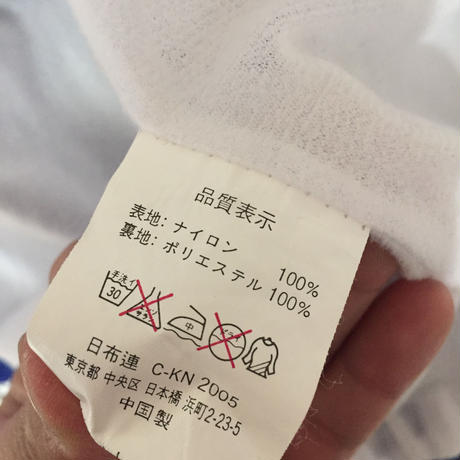 品質表示
表地: ナイロン 100%
裏地: ポリエステル 100%
手洗イ 30 中
日布連 C-KN 2005
東京都 中央区 日本橋 浜町2-23-5
中国製